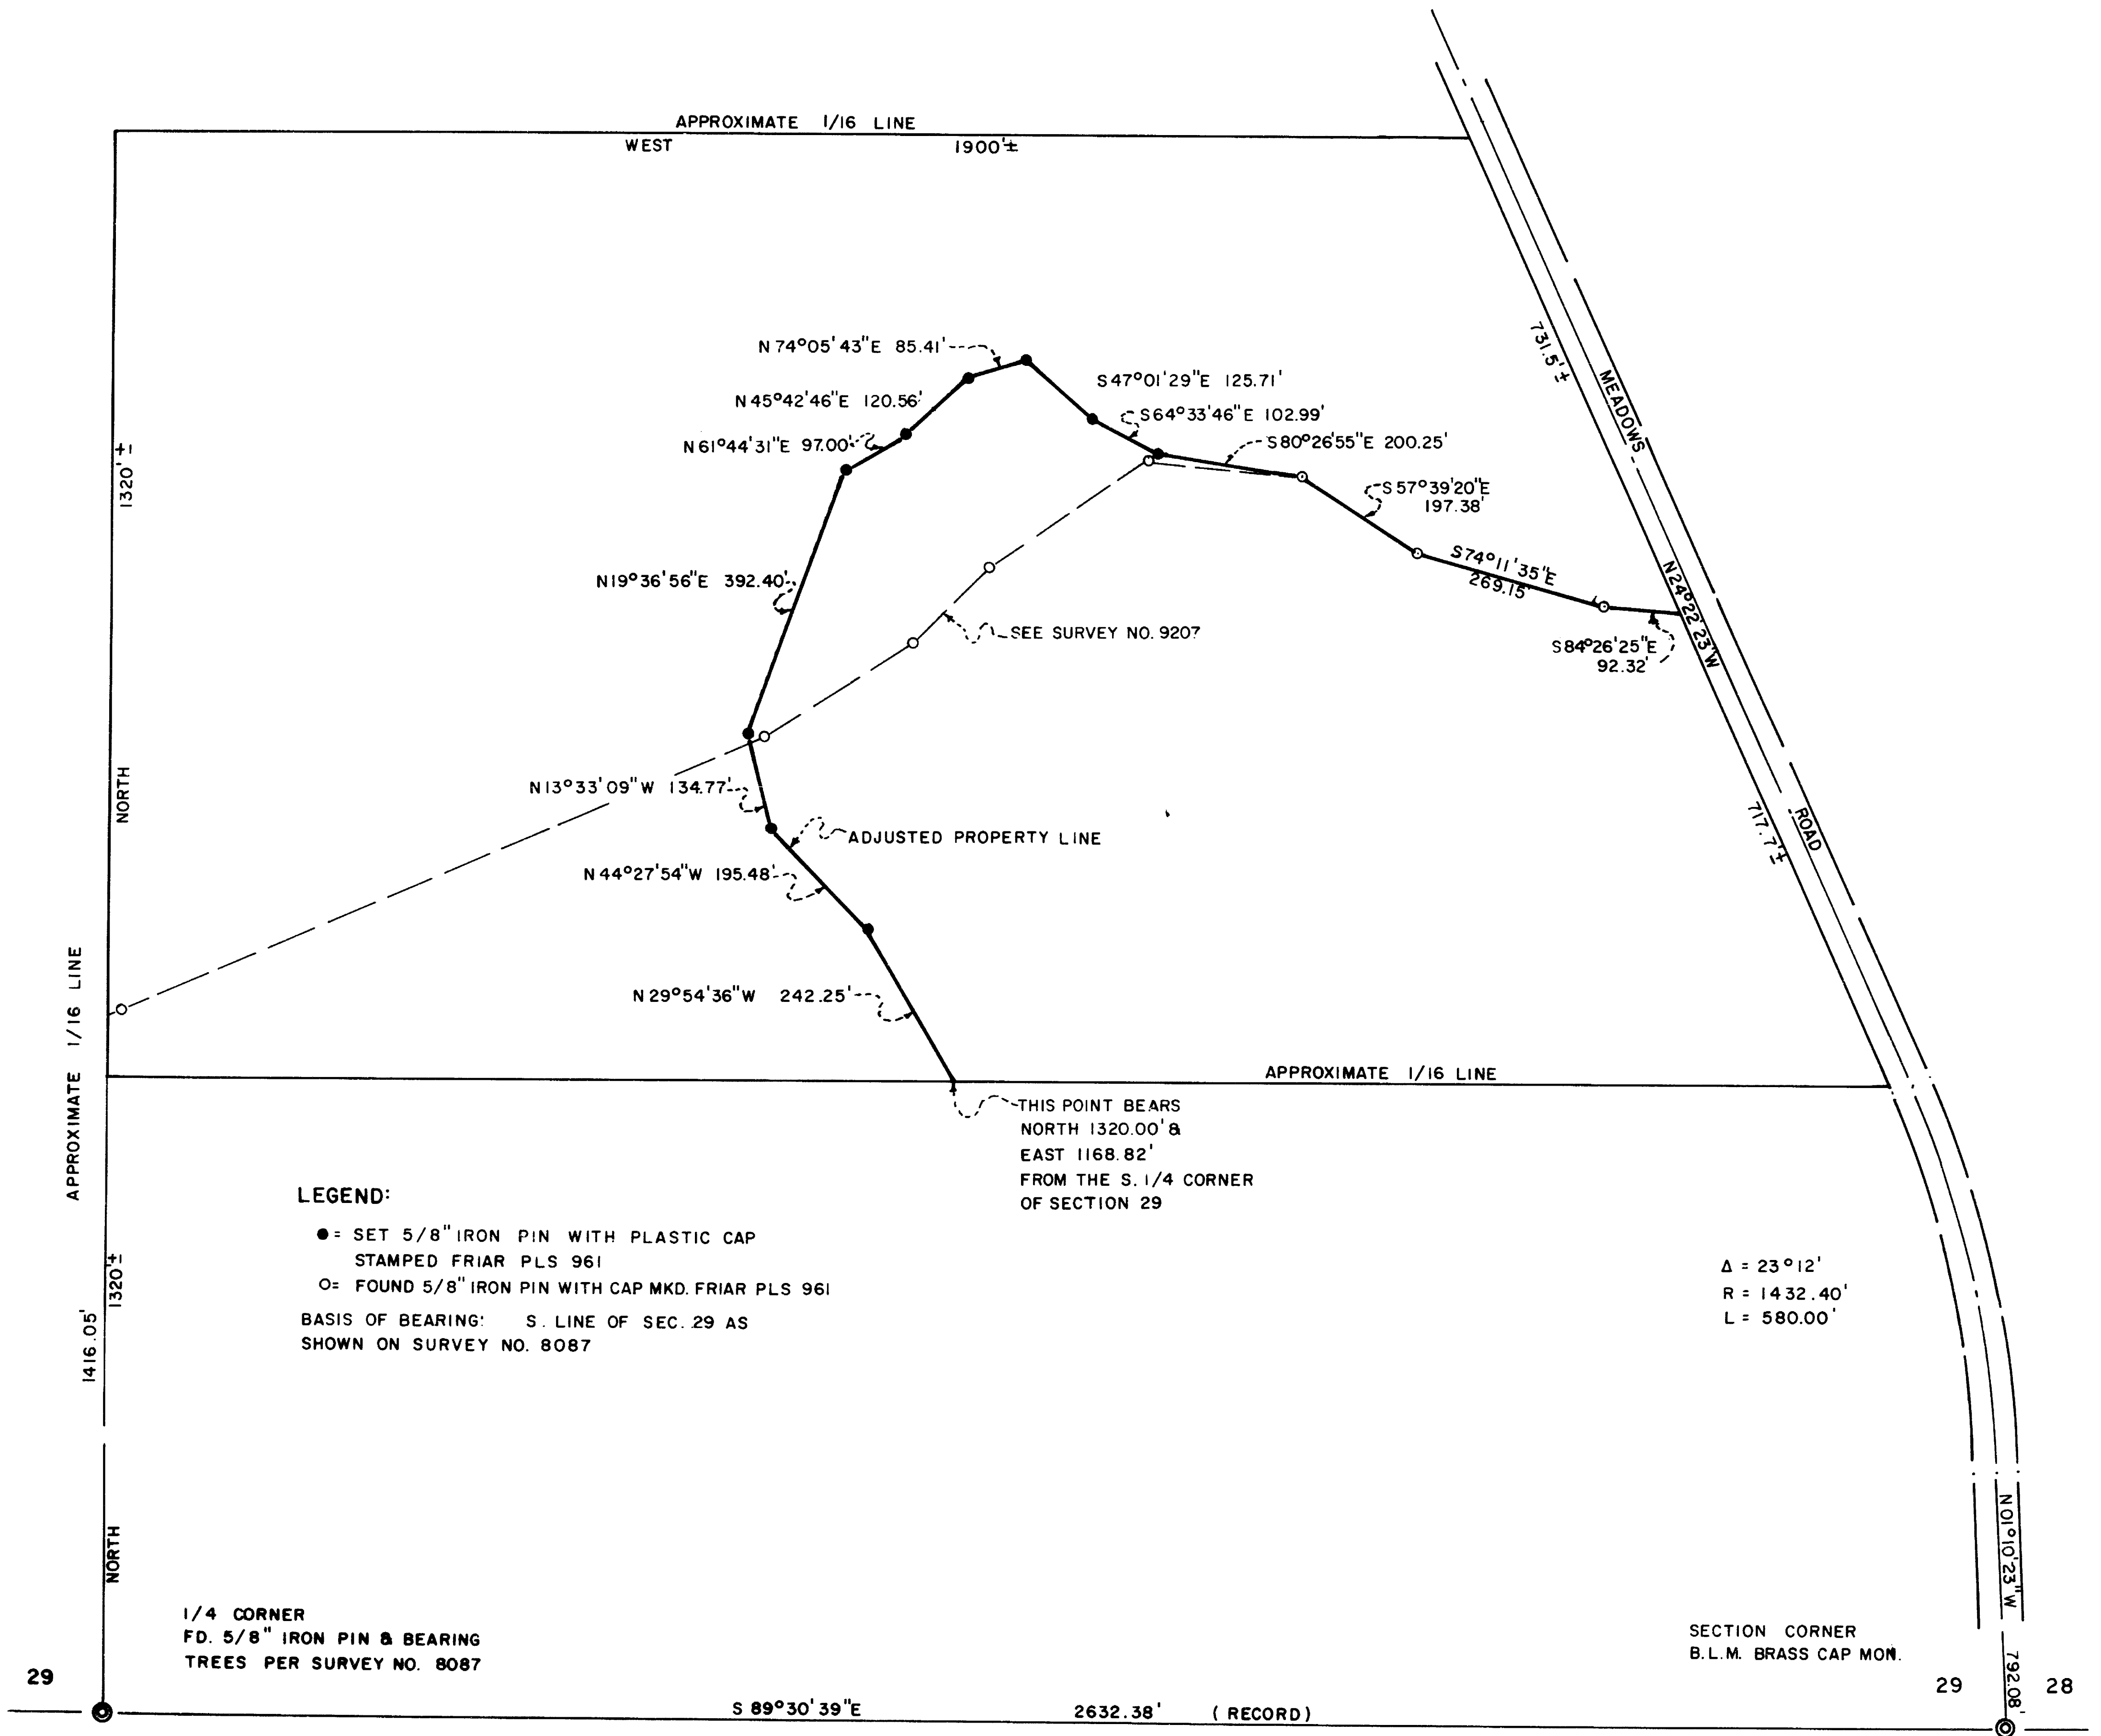 APPROXIMATE 1/16 LINE
WEST 1900'±
N 74°05'43"E 85.41'
S 47°01'29"E 125.71'
N 45°42'46"E 120.56'
S 64°33'46"E 102.99'
N 61°44'31"E 97.00'
S 80°26'55"E 200.25'
S 57°39'20"E
197.38'
731.5'±
MEADOWS
1320'±
S 74°11'35"E
269.15'
N 19°36'56"E 392.40'
N 24°22'23"W
SEE SURVEY NO. 9207
S 84°26'25"E
92.32'
NORTH
N 13°33'09"W 134.77'
717.7'±
ROAD
ADJUSTED PROPERTY LINE
N 44°27'54"W 195.48'
N 29°54'36"W 242.25'
APPROXIMATE 1/16 LINE
APPROXIMATE 1/16 LINE
THIS POINT BEARS
NORTH 1320.00' &
EAST 1168.82'
FROM THE S. 1/4 CORNER
OF SECTION 29
LEGEND:
●= SET 5/8" IRON PIN WITH PLASTIC CAP
STAMPED FRIAR PLS 961
○= FOUND 5/8" IRON PIN WITH CAP MKD. FRIAR PLS 961
BASIS OF BEARING: S. LINE OF SEC. 29 AS
SHOWN ON SURVEY NO. 8087
1320'±
1416.05'
Δ = 23°12'
R = 1432.40'
L = 580.00'
NORTH
N 01°10'23"W
792.08'
1/4 CORNER
FD. 5/8" IRON PIN & BEARING
TREES PER SURVEY NO. 8087
SECTION CORNER
B.L.M. BRASS CAP MON.
29
29
28
S 89°30'39"E 2632.38' (RECORD)